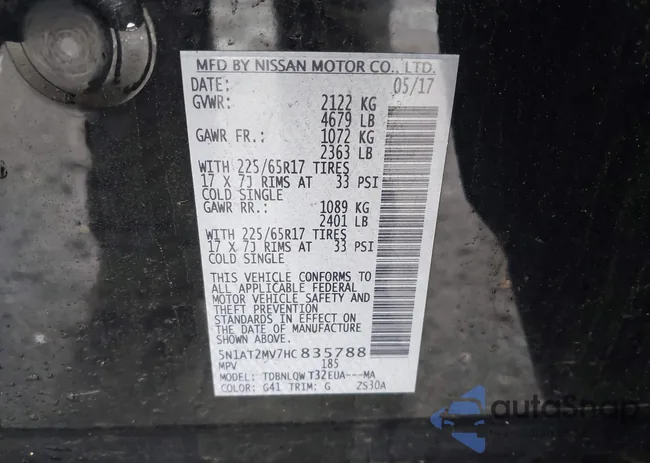 MFD BY NISSAN MOTOR CO., LTD.
DATE: 05/17
GVWR: 2122 KG
4679 LB
GAWR FR.: 1072 KG
2363 LB
WITH 225/65R17 TIRES
17 X 7J RIMS AT 33 PSI
COLD SINGLE
GAWR RR.: 1089 KG
2401 LB
WITH 225/65R17 TIRES
17 X 7J RIMS AT 33 PSI
COLD SINGLE
THIS VEHICLE CONFORMS TO
ALL APPLICABLE FEDERAL
MOTOR VEHICLE SAFETY AND
THEFT PREVENTION
STANDARDS IN EFFECT ON
THE DATE OF MANUFACTURE
SHOWN ABOVE.
5N1AT2MV7HC835788
MPV 185
MODEL: TDBNLQWT32EUA---MA
COLOR: G41 TRIM: G ZS30A
autoSnap